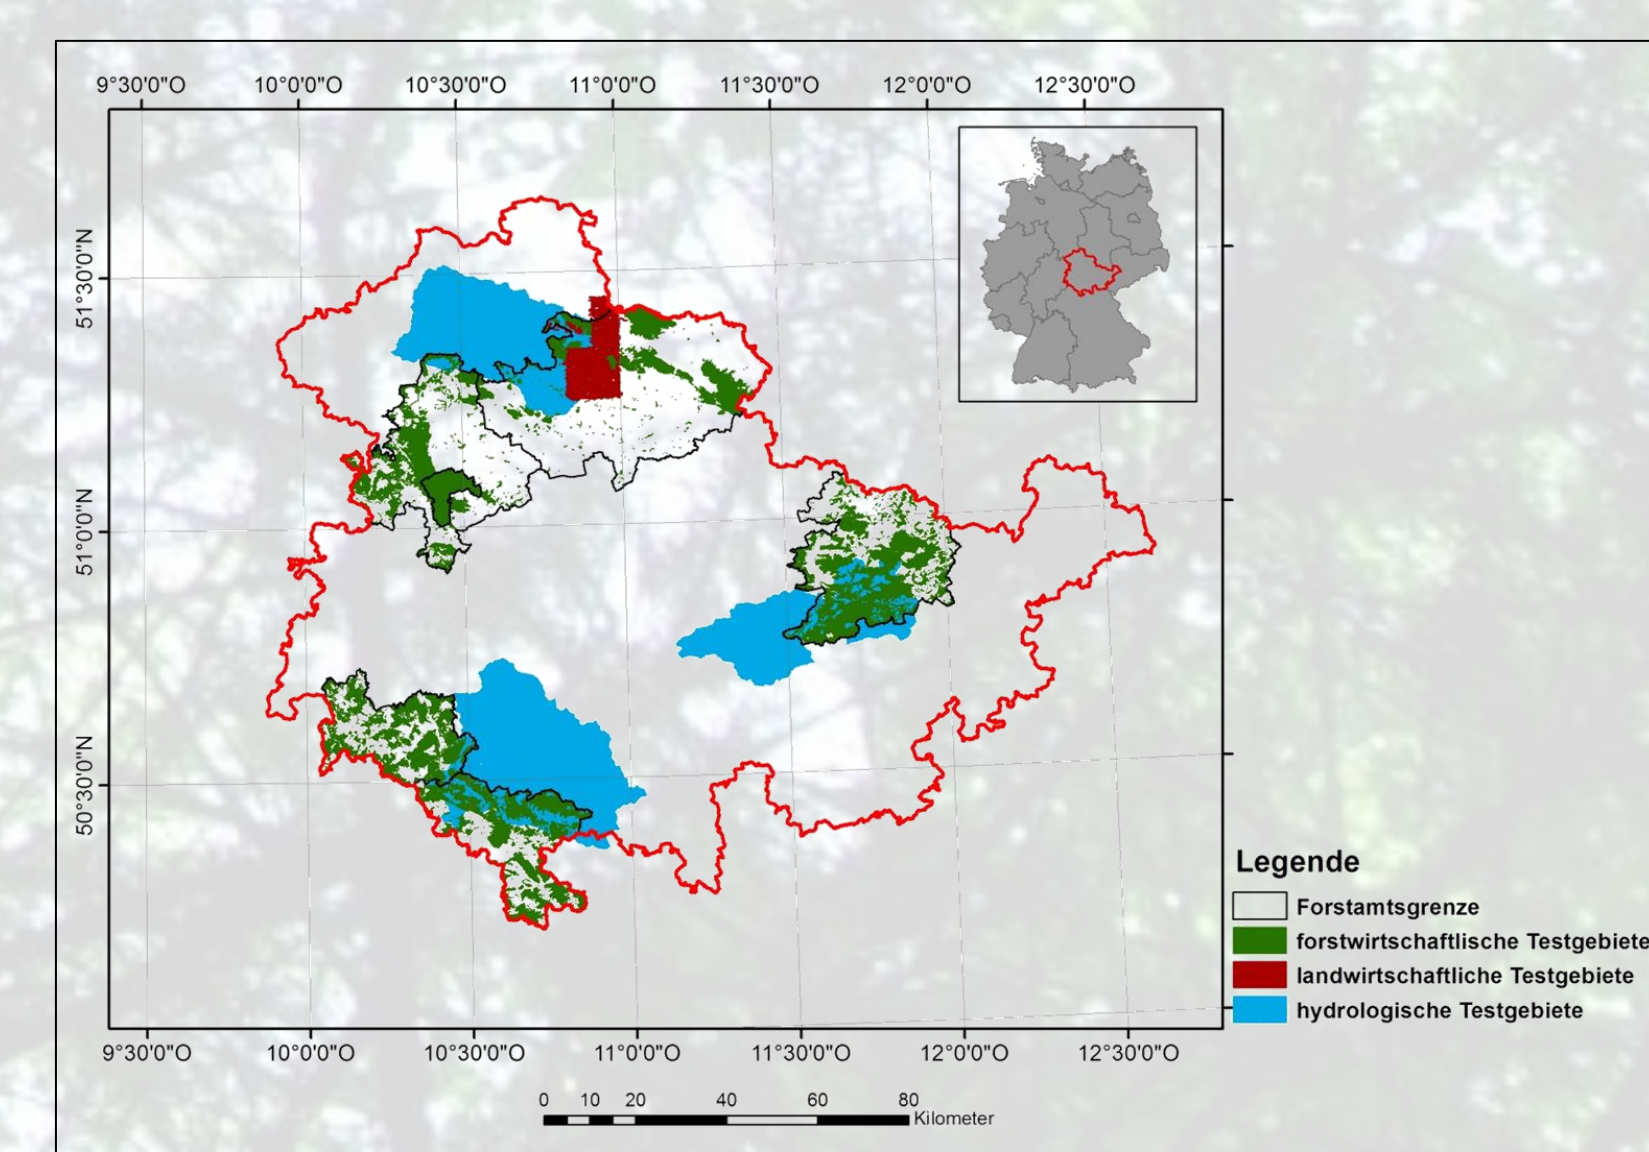 9°30'0"O 10°0'0"O 10°30'0"O 11°0'0"O 11°30'0"O 12°0'0"O 12°30'0"O
51°30'0"N
51°0'0"N
50°30'0"N
Legende
Forstamtsgrenze
forstwirtschaftlische Testgebiete
landwirtschaftliche Testgebiete
hydrologische Testgebiete
9°30'0"O 10°0'0"O 10°30'0"O 11°0'0"O 11°30'0"O 12°0'0"O 12°30'0"O
0 10 20 40 60 80
Kilometer